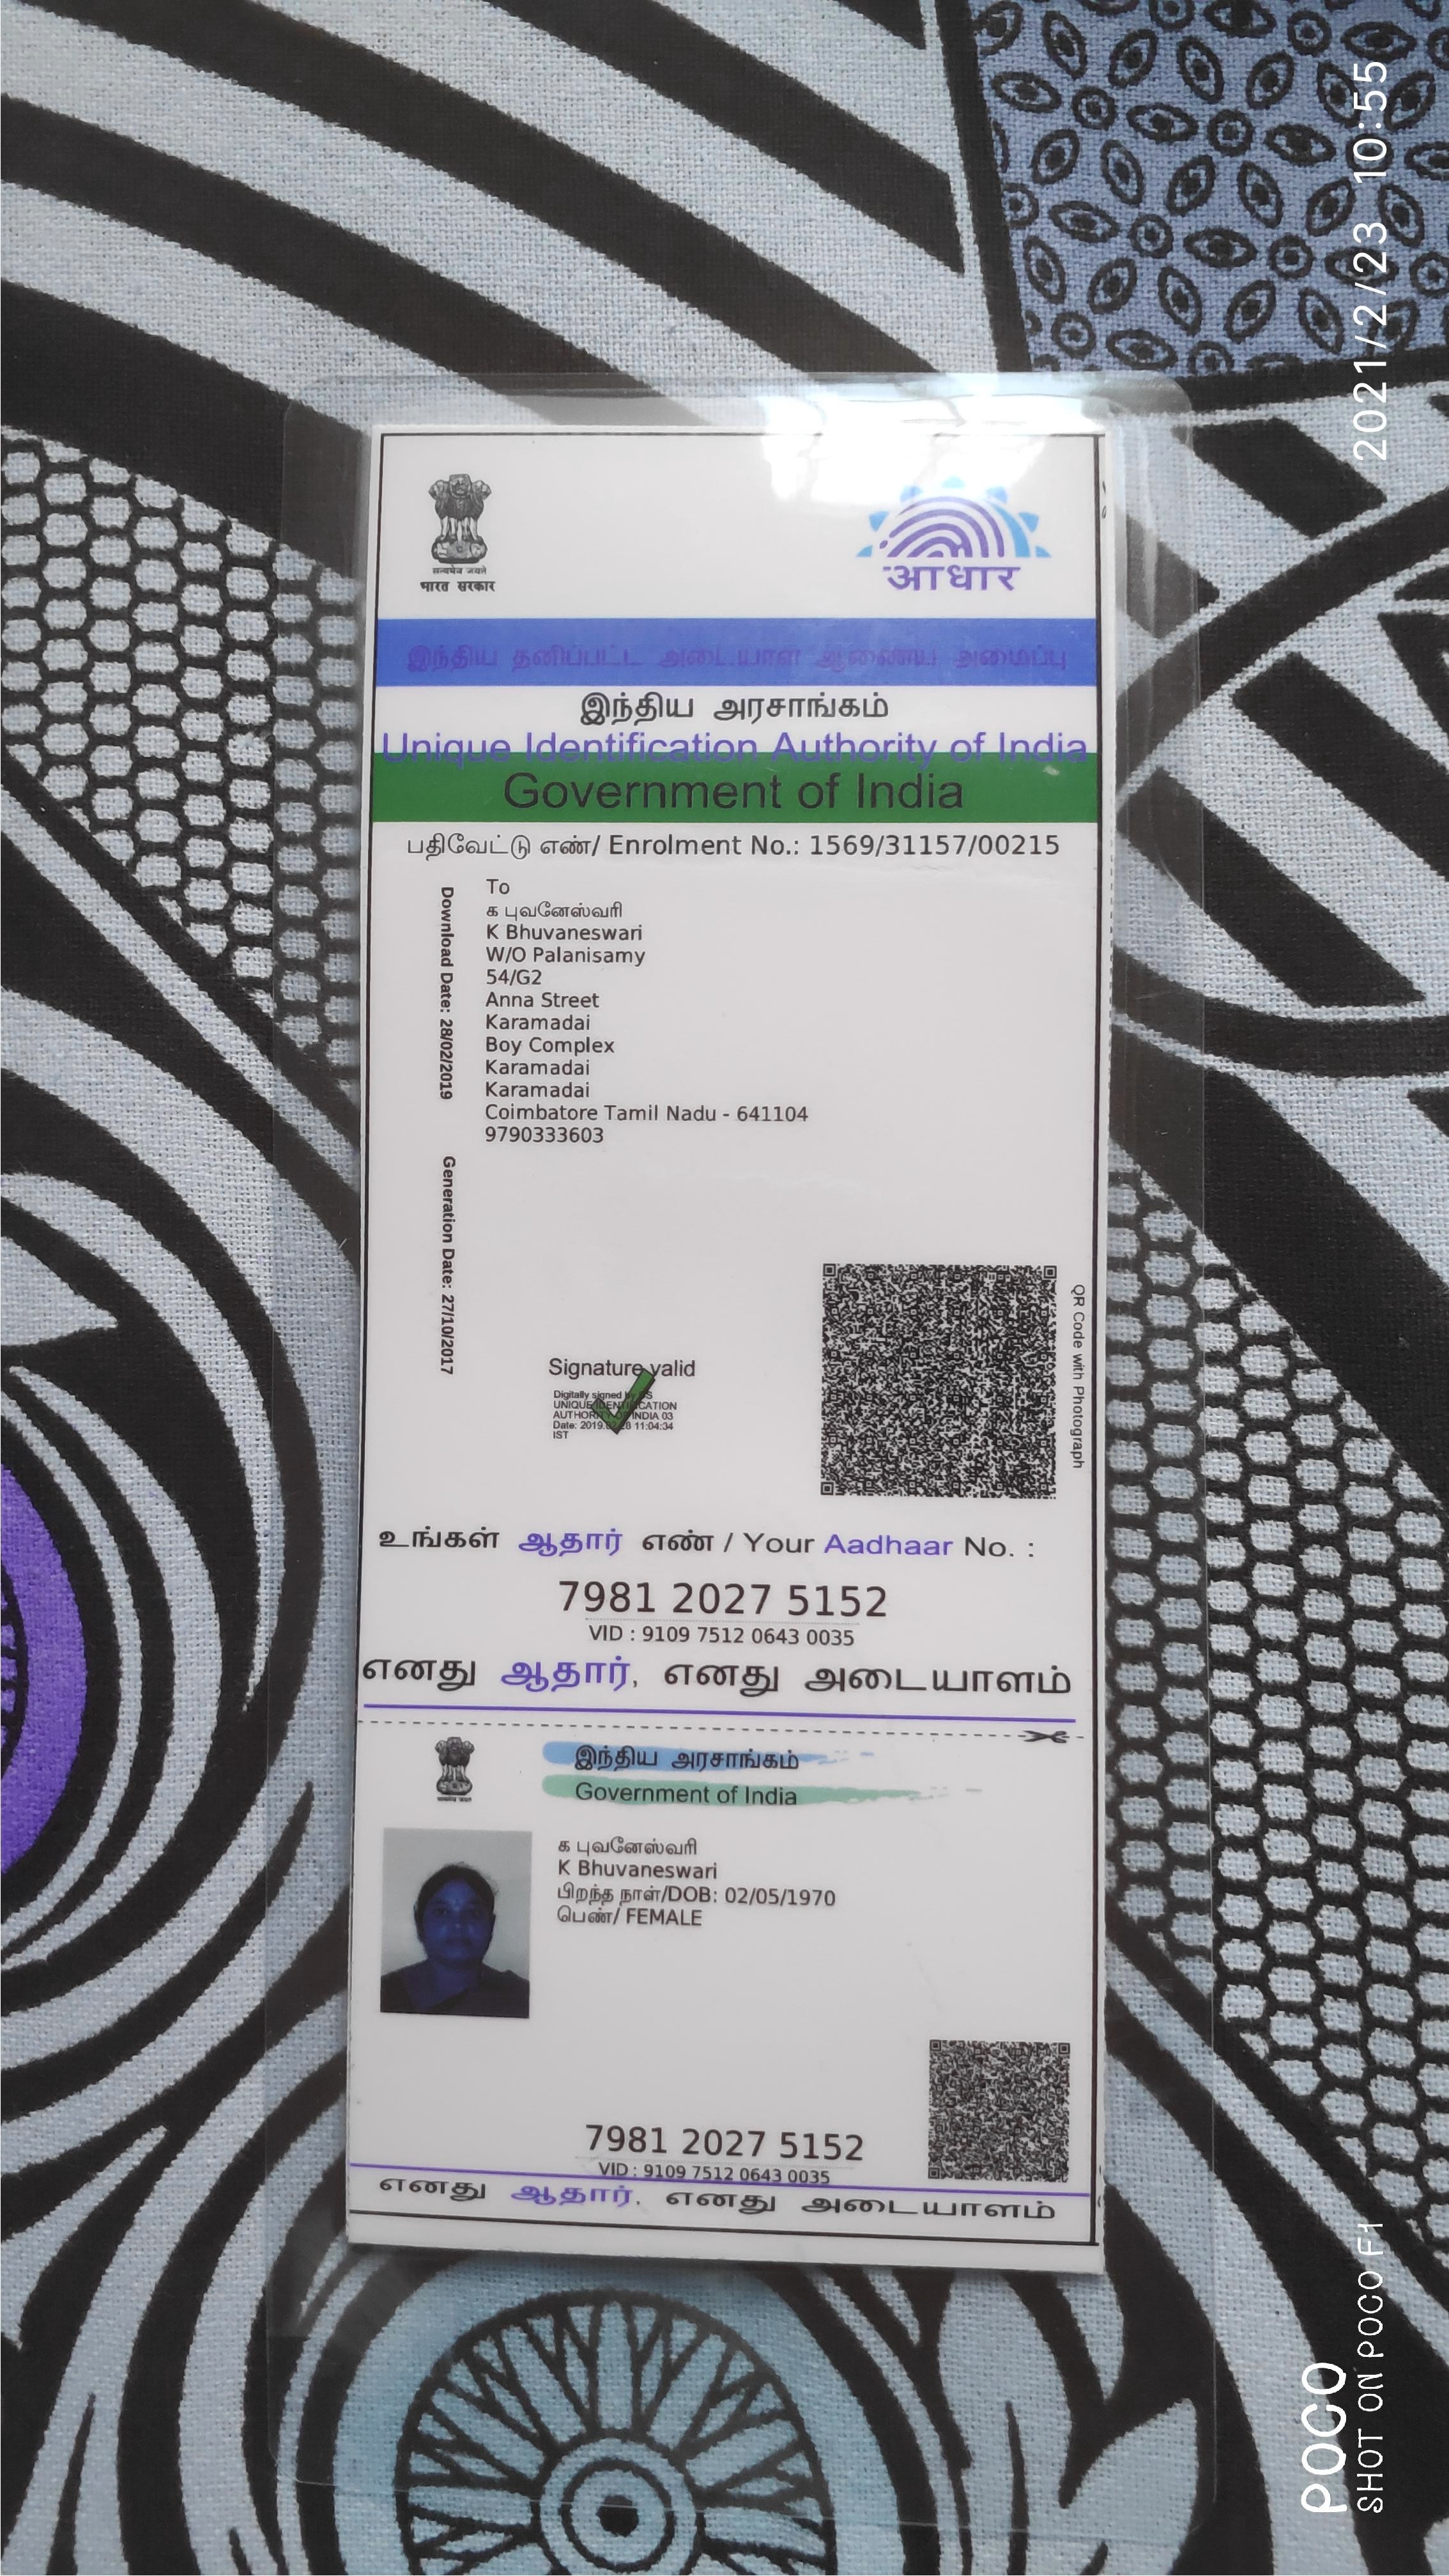 सत्यमेव जयते
भारत सरकार
आधार
இந்திய தனிப்பட்ட அடையாள ஆணைய அமைப்பு
இந்திய அரசாங்கம்
Unique Identification Authority of India
Government of India
பதிவேட்டு எண்/ Enrolment No.: 1569/31157/00215
Download Date: 28/02/2019
Generation Date: 27/10/2017
To
க புவனேஸ்வரி
K Bhuvaneswari
W/O Palanisamy
54/G2
Anna Street
Karamadai
Boy Complex
Karamadai
Karamadai
Coimbatore Tamil Nadu - 641104
9790333603
Signature valid
Digitally signed by DS
UNIQUE IDENTIFICATION
AUTHORITY OF INDIA 03
Date: 2019.02.28 11:04:34
IST
QR Code with Photograph
உங்கள் ஆதார் எண் / Your Aadhaar No. :
7981 2027 5152
VID : 9109 7512 0643 0035
எனது ஆதார், எனது அடையாளம்
இந்திய அரசாங்கம்
Government of India
க புவனேஸ்வரி
K Bhuvaneswari
பிறந்த நாள்/DOB: 02/05/1970
பெண்/ FEMALE
7981 2027 5152
VID : 9109 7512 0643 0035
எனது ஆதார், எனது அடையாளம்
2021/2/23 10:55
POCO
SHOT ON POCO F1